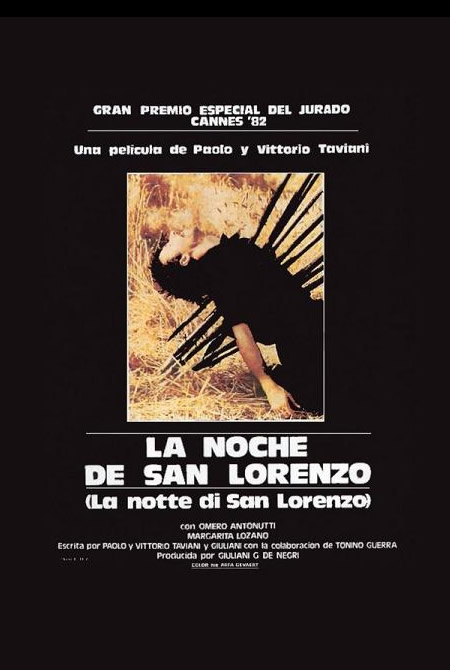 GRAN PREMIO ESPECIAL DEL JURADO
CANNES '82
Una película de Paolo y Vittorio Taviani
LA NOCHE
DE SAN LORENZO
(La notte di San Lorenzo)
con OMERO ANTONUTTI
MARGARITA LOZANO
Escrita por PAOLO y VITTORIO TAVIANI y GIULIANI con la colaboración de TONINO GUERRA
Producida por GIULIANI G. DE NEGRI
COLOR AGFA GEVAERT